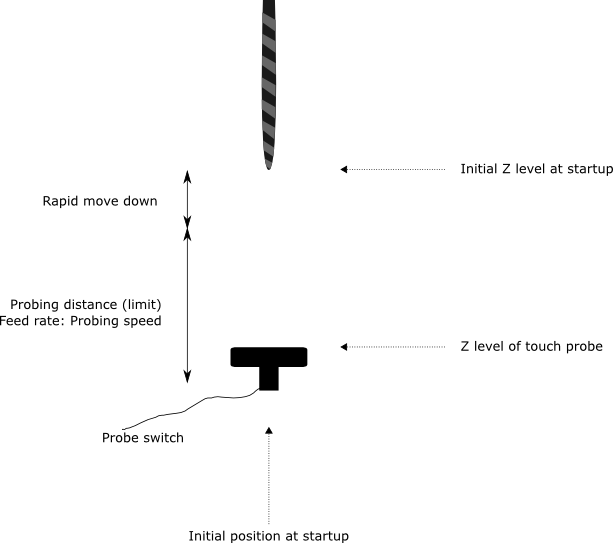 Initial Z level at startup
Rapid move down
Probing distance (limit)
Feed rate: Probing speed
Z level of touch probe
Probe switch
Initial position at startup